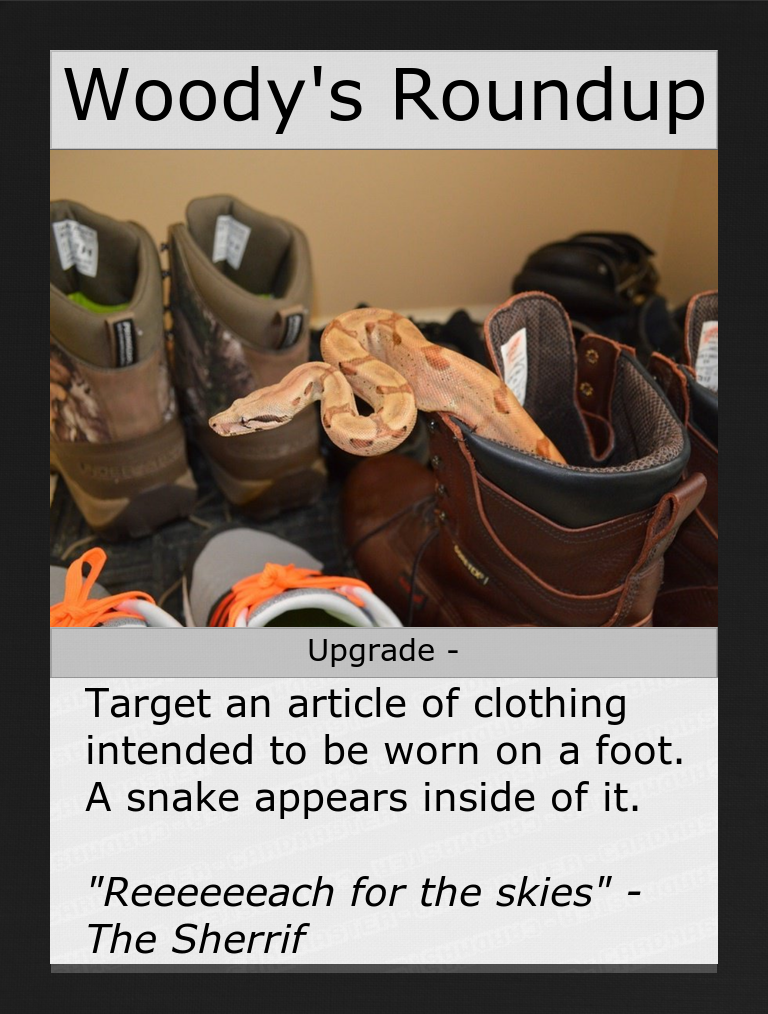 Woody's Roundup
Upgrade -
Target an article of clothing
intended to be worn on a foot.
A snake appears inside of it.
"Reeeeeeach for the skies" -
The Sherrif